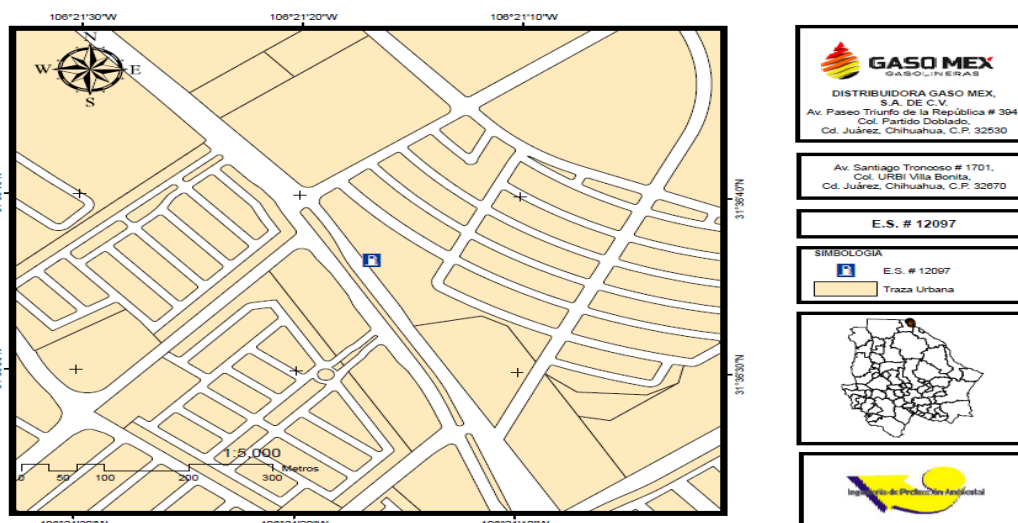 106°21'30"W 106°21'20"W 106°21'10"W
N
W E
S
31°36'40"N
31°36'30"N
1:5,000
Metros
0 50 100 200 300
GASO MEX
GASOLINERAS
DISTRIBUIDORA GASO MEX,
S.A. DE C.V.
Av. Paseo Triunfo de la República # 394
Col. Partido Doblado,
Cd. Juárez, Chihuahua, C.P. 32530
Av. Santiago Troncoso # 1701,
Col. URBI Villa Bonita,
Cd. Juárez, Chihuahua, C.P. 32670
E.S. # 12097
SIMBOLOGIA
E.S. # 12097
Traza Urbana
Ingeniería de Protección Ambiental